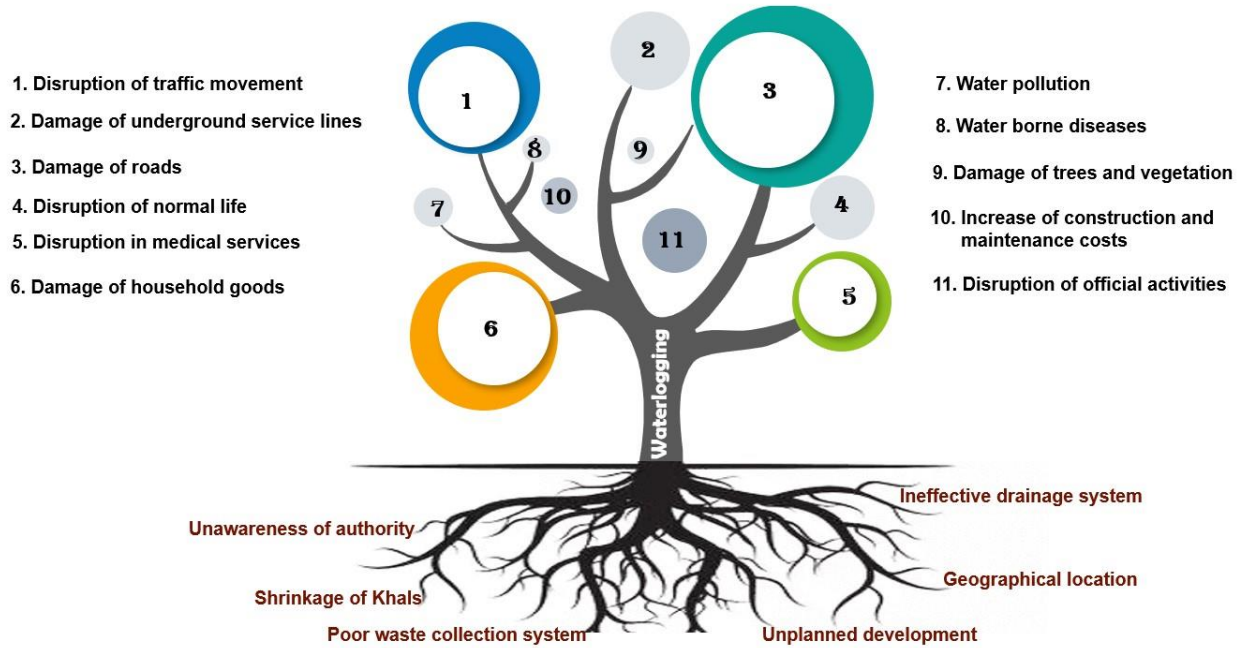 1. Disruption of traffic movement
2. Damage of underground service lines
3. Damage of roads
4. Disruption of normal life
5. Disruption in medical services
6. Damage of household goods
1
2
3
4
5
6
7
8
9
10
11
Waterlogging
7. Water pollution
8. Water borne diseases
9. Damage of trees and vegetation
10. Increase of construction and
maintenance costs
11. Disruption of official activities
Unawareness of authority
Shrinkage of Khals
Poor waste collection system
Unplanned development
Geographical location
Ineffective drainage system